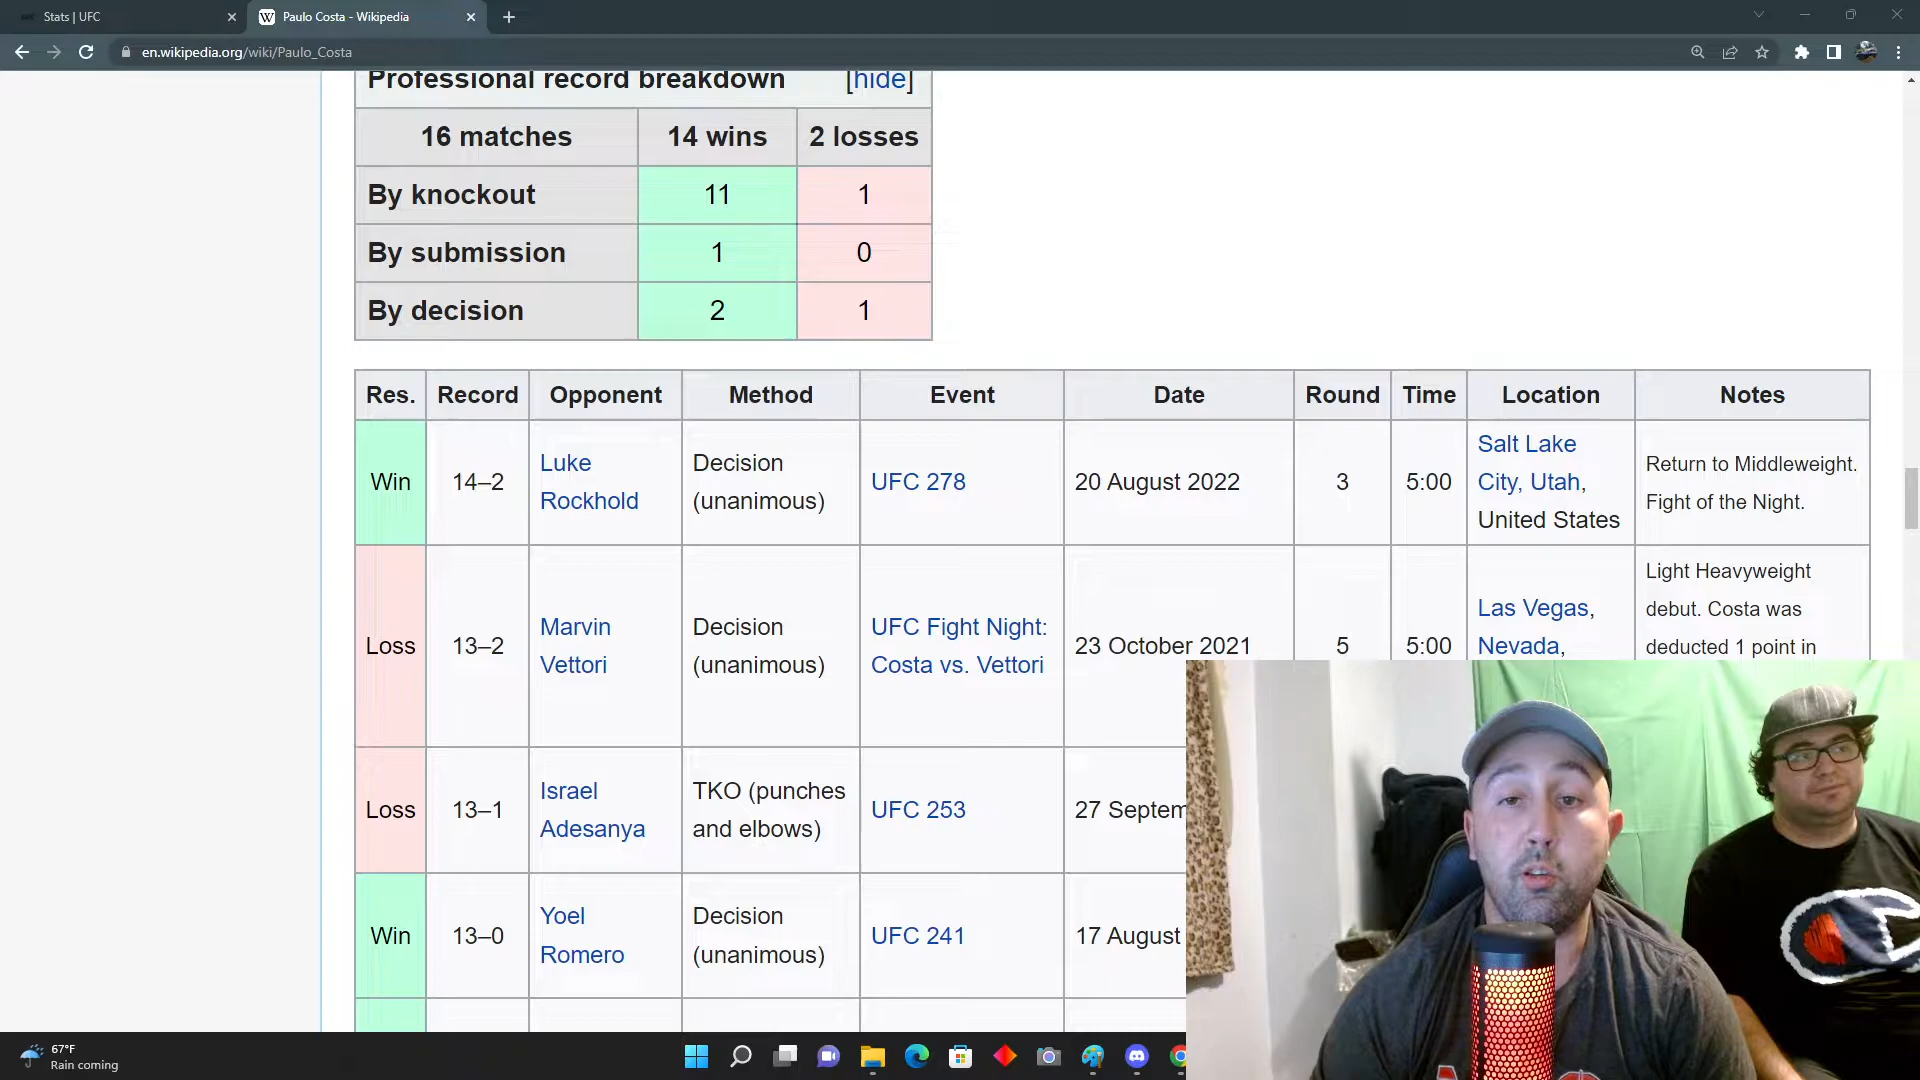 Stats | UFC
Paulo Costa - Wikipedia
en.wikipedia.org/wiki/Paulo_Costa
Professional record breakdown [hide]
16 matches 14 wins 2 losses
By knockout 11 1
By submission 1 0
By decision 2 1
Res. Record Opponent Method Event Date Round Time Location Notes
Win 14–2 Luke Rockhold Decision (unanimous) UFC 278 20 August 2022 3 5:00 Salt Lake City, Utah, United States Return to Middleweight. Fight of the Night.
Loss 13–2 Marvin Vettori Decision (unanimous) UFC Fight Night: Costa vs. Vettori 23 October 2021 5 5:00 Las Vegas, Nevada, Light Heavyweight debut. Costa was deducted 1 point in
Loss 13–1 Israel Adesanya TKO (punches and elbows) UFC 253 27 Septem
Win 13–0 Yoel Romero Decision (unanimous) UFC 241 17 August
67°F
Rain coming